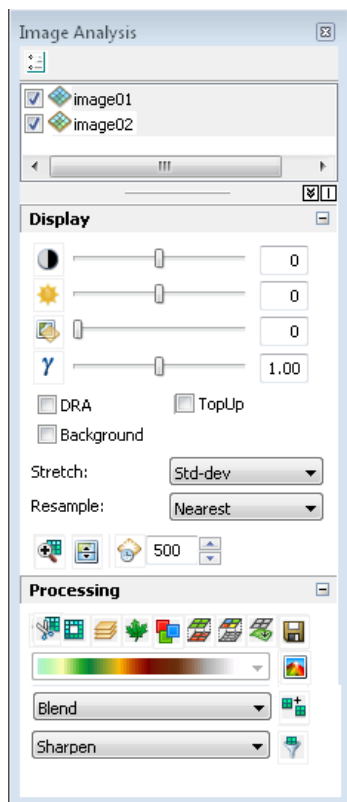 Image Analysis
image01
image02
Display
0
0
0
γ 1.00
DRA TopUp
Background
Stretch: Std-dev
Resample: Nearest
500
Processing
Blend
Sharpen